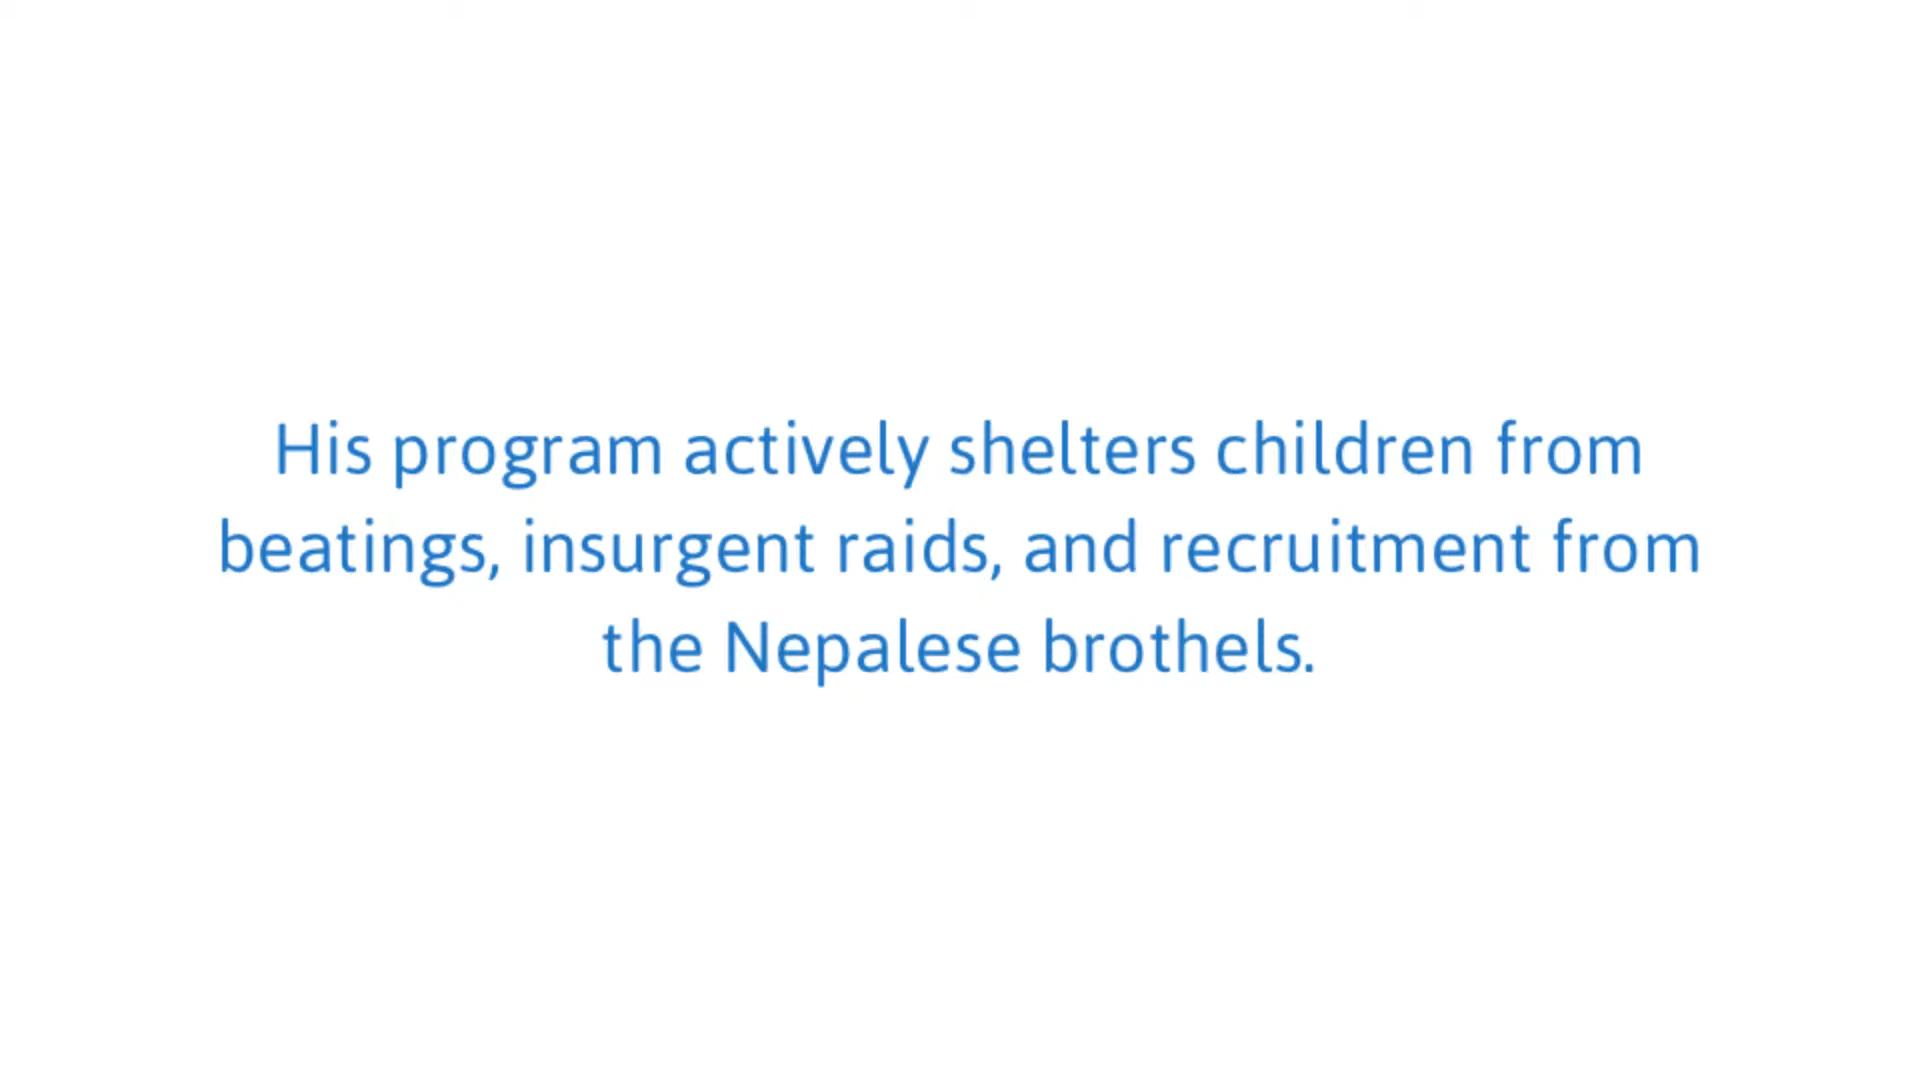 His program actively shelters children from
beatings, insurgent raids, and recruitment from
the Nepalese brothels.